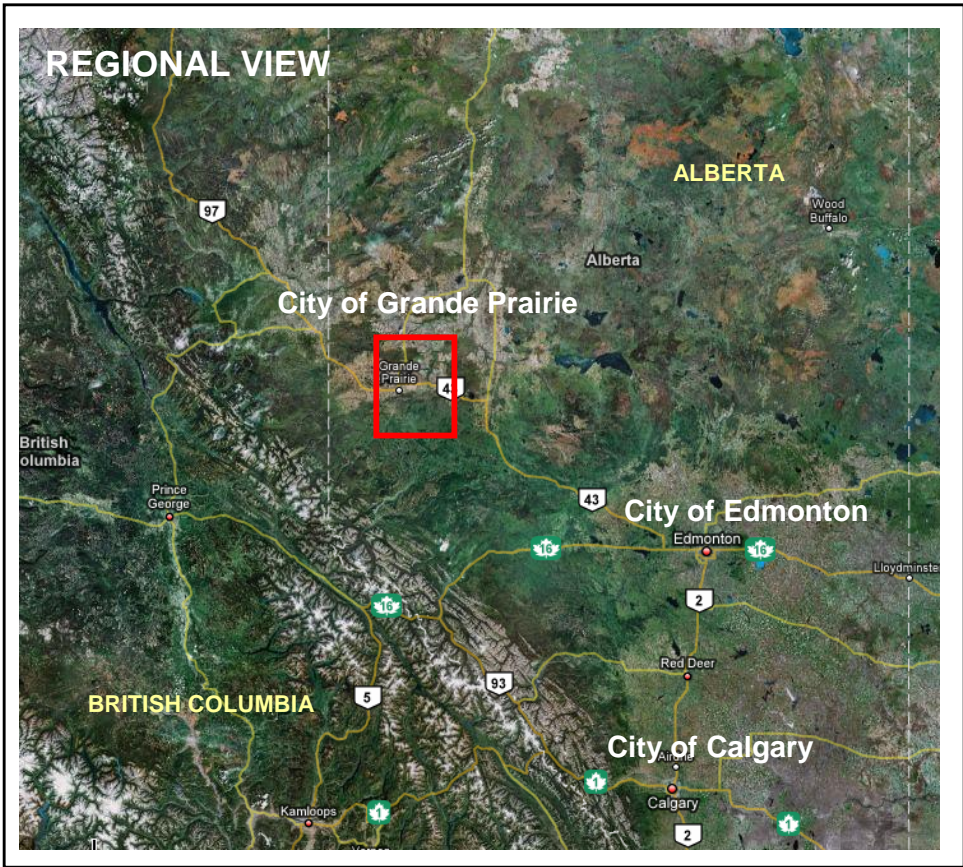 REGIONAL VIEW
ALBERTA
Wood
Buffalo
97
Alberta
City of Grande Prairie
Grande
Prairie
British
olumbia
Prince
George
43
City of Edmonton
16
Edmonton
16
Lloydminster
16
2
Red Deer
93
5
BRITISH COLUMBIA
City of Calgary
1
Calgary
Kamloops
1
1
2